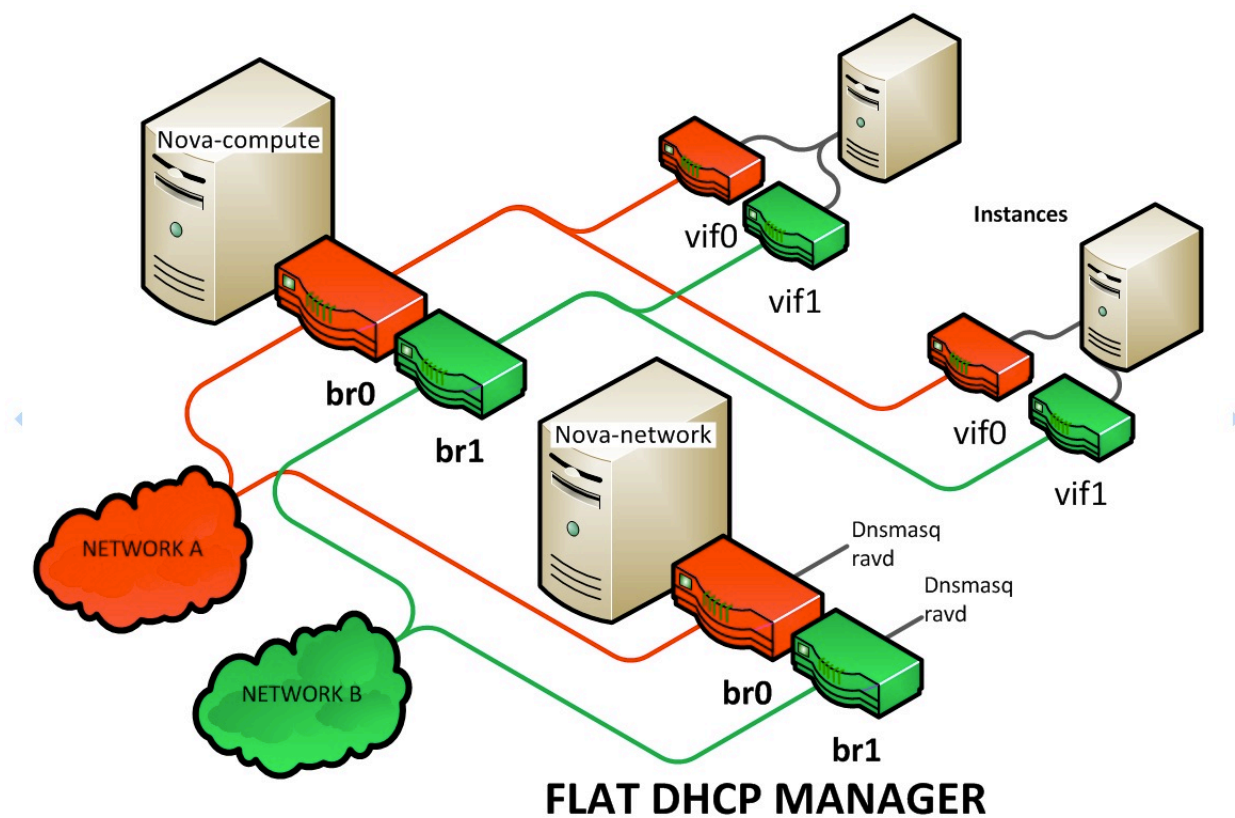 Nova-compute
vif0
Instances
vif1
br0
br1
Nova-network
vif0
vif1
NETWORK A
Dnsmasq
ravd
Dnsmasq
ravd
NETWORK B
br0
br1
FLAT DHCP MANAGER